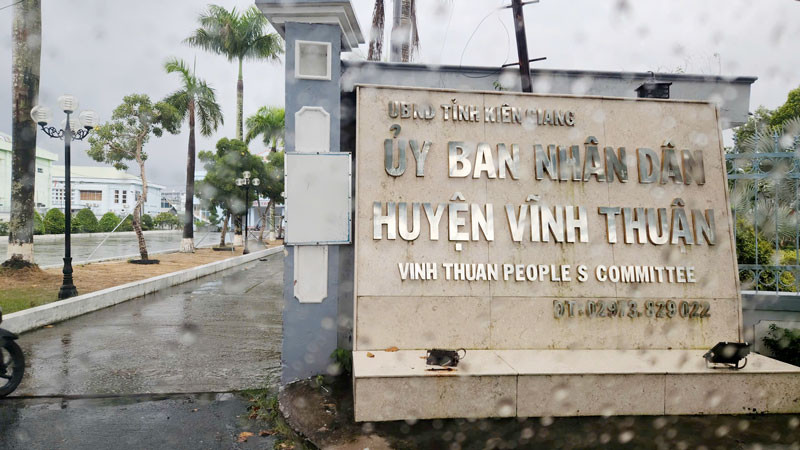 UBND TỈNH KIÊN GIANG
ỦY BAN NHÂN DÂN
HUYỆN VĨNH THUẬN
VINH THUAN PEOPLE S COMMITTEE
ĐT: 02973.829022